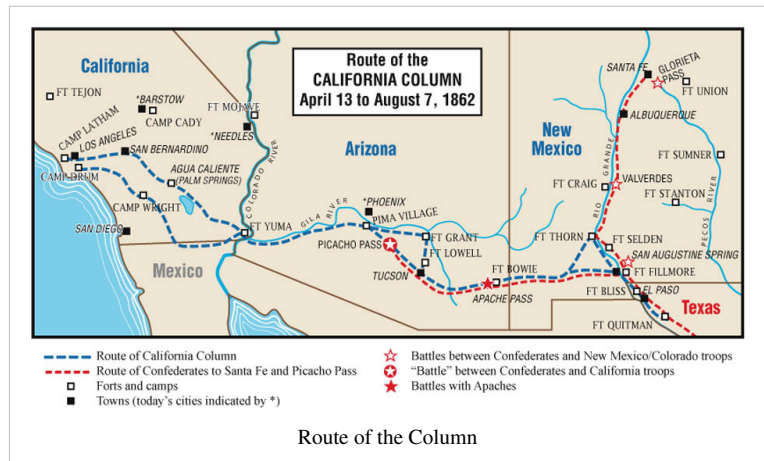 Route of the
CALIFORNIA COLUMN
April 13 to August 7, 1862
California
FT TEJON
*BARSTOW
CAMP CADY
FT MOJAVE
*NEEDLES
CAMP LATHAM
LOS ANGELES
SAN BERNARDINO
CAMP DRUM
AGUA CALIENTE
(PALM SPRINGS)
CAMP WRIGHT
SAN DIEGO
COLORADO RIVER
FT YUMA
Mexico
Arizona
GILA RIVER
*PHOENIX
PIMA VILLAGE
PICACHO PASS
FT GRANT
FT LOWELL
TUCSON
FT BOWIE
APACHE PASS
New
Mexico
SANTA FE
GLORIETA
PASS
FT UNION
ALBUQUERQUE
RIO GRANDE
FT SUMNER
VALVERDES
FT CRAIG
FT STANTON
PECOS RIVER
FT THORN
FT SELDEN
SAN AUGUSTINE SPRING
FT FILLMORE
FT BLISS
EL PASO
Texas
FT QUITMAN
Route of California Column
Route of Confederates to Santa Fe and Picacho Pass
Forts and camps
Towns (today's cities indicated by *)
Battles between Confederates and New Mexico/Colorado troops
“Battle” between Confederates and California troops
Battles with Apaches
Route of the Column